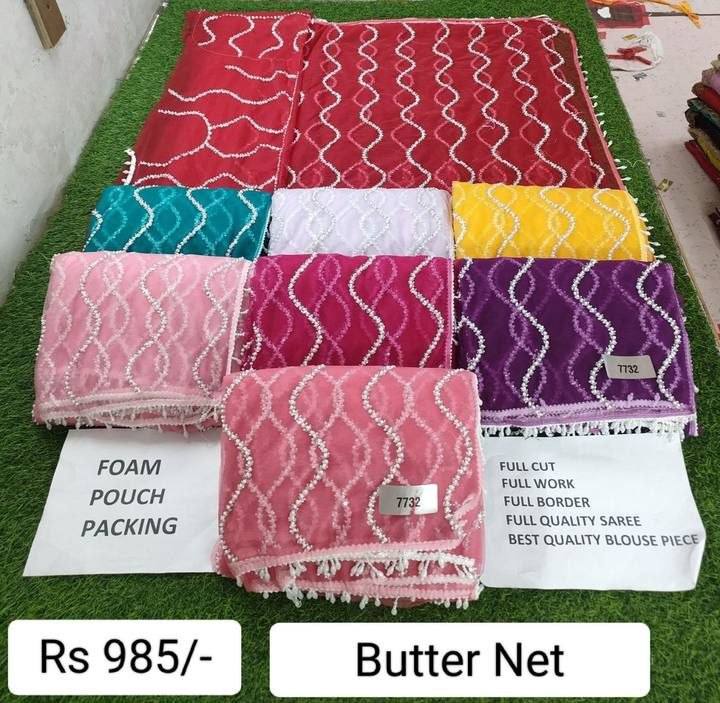 7732
7732
FOAM
POUCH
PACKING
FULL CUT
FULL WORK
FULL BORDER
FULL QUALITY SAREE
BEST QUALITY BLOUSE PIECE
Rs 985/-
Butter Net